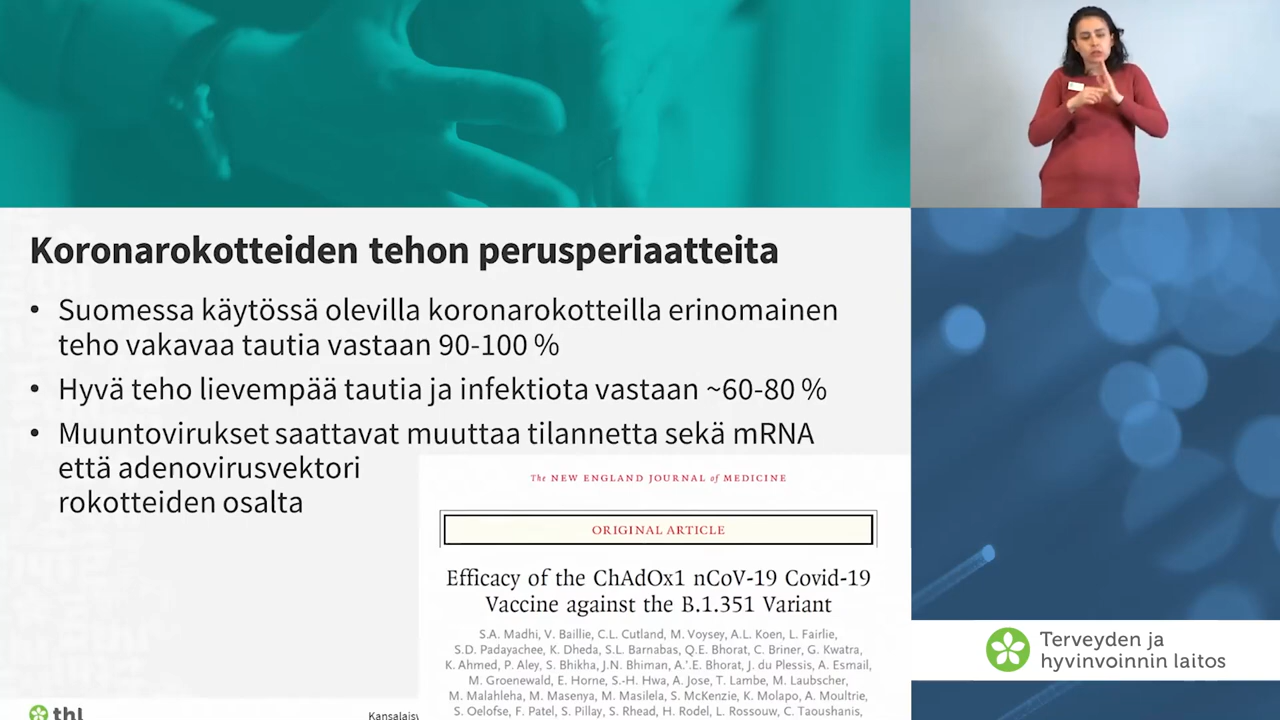 Koronarokotteiden tehon perusperiaatteita
• Suomessa käytössä olevilla koronarokotteilla erinomainen
teho vakavaa tautia vastaan 90-100 %
• Hyvä teho lievempää tautia ja infektiota vastaan ~60-80 %
• Muuntovirukset saattavat muuttaa tilannetta sekä mRNA
että adenovirusvektori
rokotteiden osalta
The NEW ENGLAND JOURNAL of MEDICINE
ORIGINAL ARTICLE
Efficacy of the ChAdOx1 nCoV-19 Covid-19
Vaccine against the B.1.351 Variant
S.A. Madhi, V. Baillie, C.L. Cutland, M. Voysey, A.L. Koen, L. Fairlie,
S.D. Padayachee, K. Dheda, S.L. Barnabas, Q.E. Bhorat, C. Briner, G. Kwatra,
K. Ahmed, P. Aley, S. Bhikha, J.N. Bhiman, A.'.E. Bhorat, J. du Plessis, A. Esmail,
M. Groenewald, E. Horne, S.-H. Hwa, A. Jose, T. Lambe, M. Laubscher,
M. Malahleha, M. Masenya, M. Masilela, S. McKenzie, K. Molapo, A. Moultrie,
S. Oelofse, F. Patel, S. Pillay, S. Rhead, H. Rodel, L. Rossouw, C. Taoushanis,
thl
Kansalaisv
Terveyden ja
hyvinvoinnin laitos